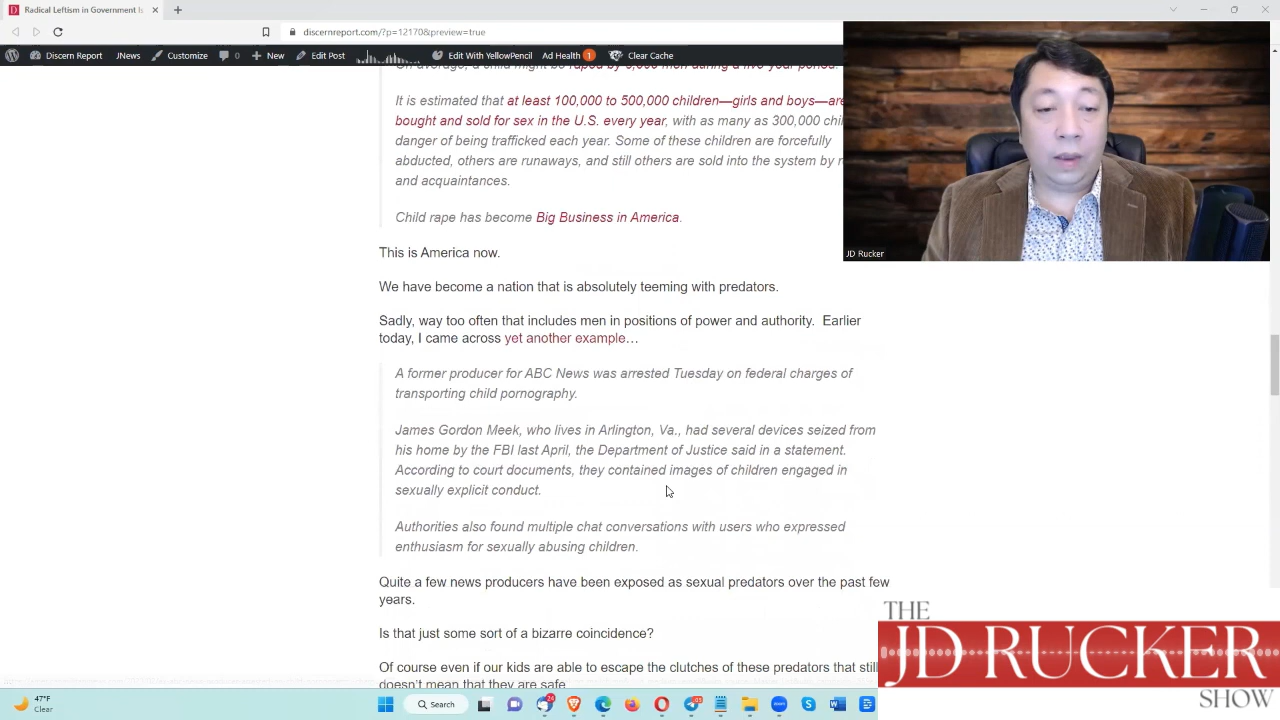 Radical Leftism in Government Is
discernreport.com/?p=12170&preview=true
Discern Report
JNews
Customize
0
New
Post Purchases
Edit With YellowPencil
Ad Health
1
Clear Cache
On average, a child might be raped by 6,000 men during a five-year period.
It is estimated that at least 100,000 to 500,000 children—girls and boys—are
bought and sold for sex in the U.S. every year, with as many as 300,000
danger of being trafficked each year. Some of these children are forcefully
abducted, others are runaways, and still others are sold into the system by
and acquaintances.
Child rape has become Big Business in America.
This is America now.
We have become a nation that is absolutely teeming with predators.
Sadly, way too often that includes men in positions of power and authority. Earlier
today, I came across yet another example…
A former producer for ABC News was arrested Tuesday on federal charges of
transporting child pornography.
James Gordon Meek, who lives in Arlington, Va., had several devices seized from
his home by the FBI last April, the Department of Justice said in a statement.
According to court documents, they contained images of children engaged in
sexually explicit conduct.
Authorities also found multiple chat conversations with users who expressed
enthusiasm for sexually abusing children.
Quite a few news producers have been exposed as sexual predators over the past few
years.
Is that just some sort of a bizarre coincidence?
Of course even if our kids are able to escape the clutches of these predators that still
doesn't mean that they are safe
JD Rucker
THE
JD RUCKER
SHOW
47°F
Search
24